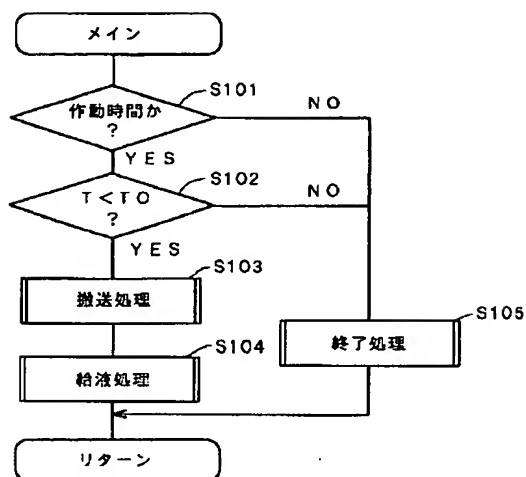 メイン
S101
作動時間か
?
NO
YES
S102
T<TO
?
NO
YES
S103
搬送処理
S104
給液処理
S105
終了処理
リターン